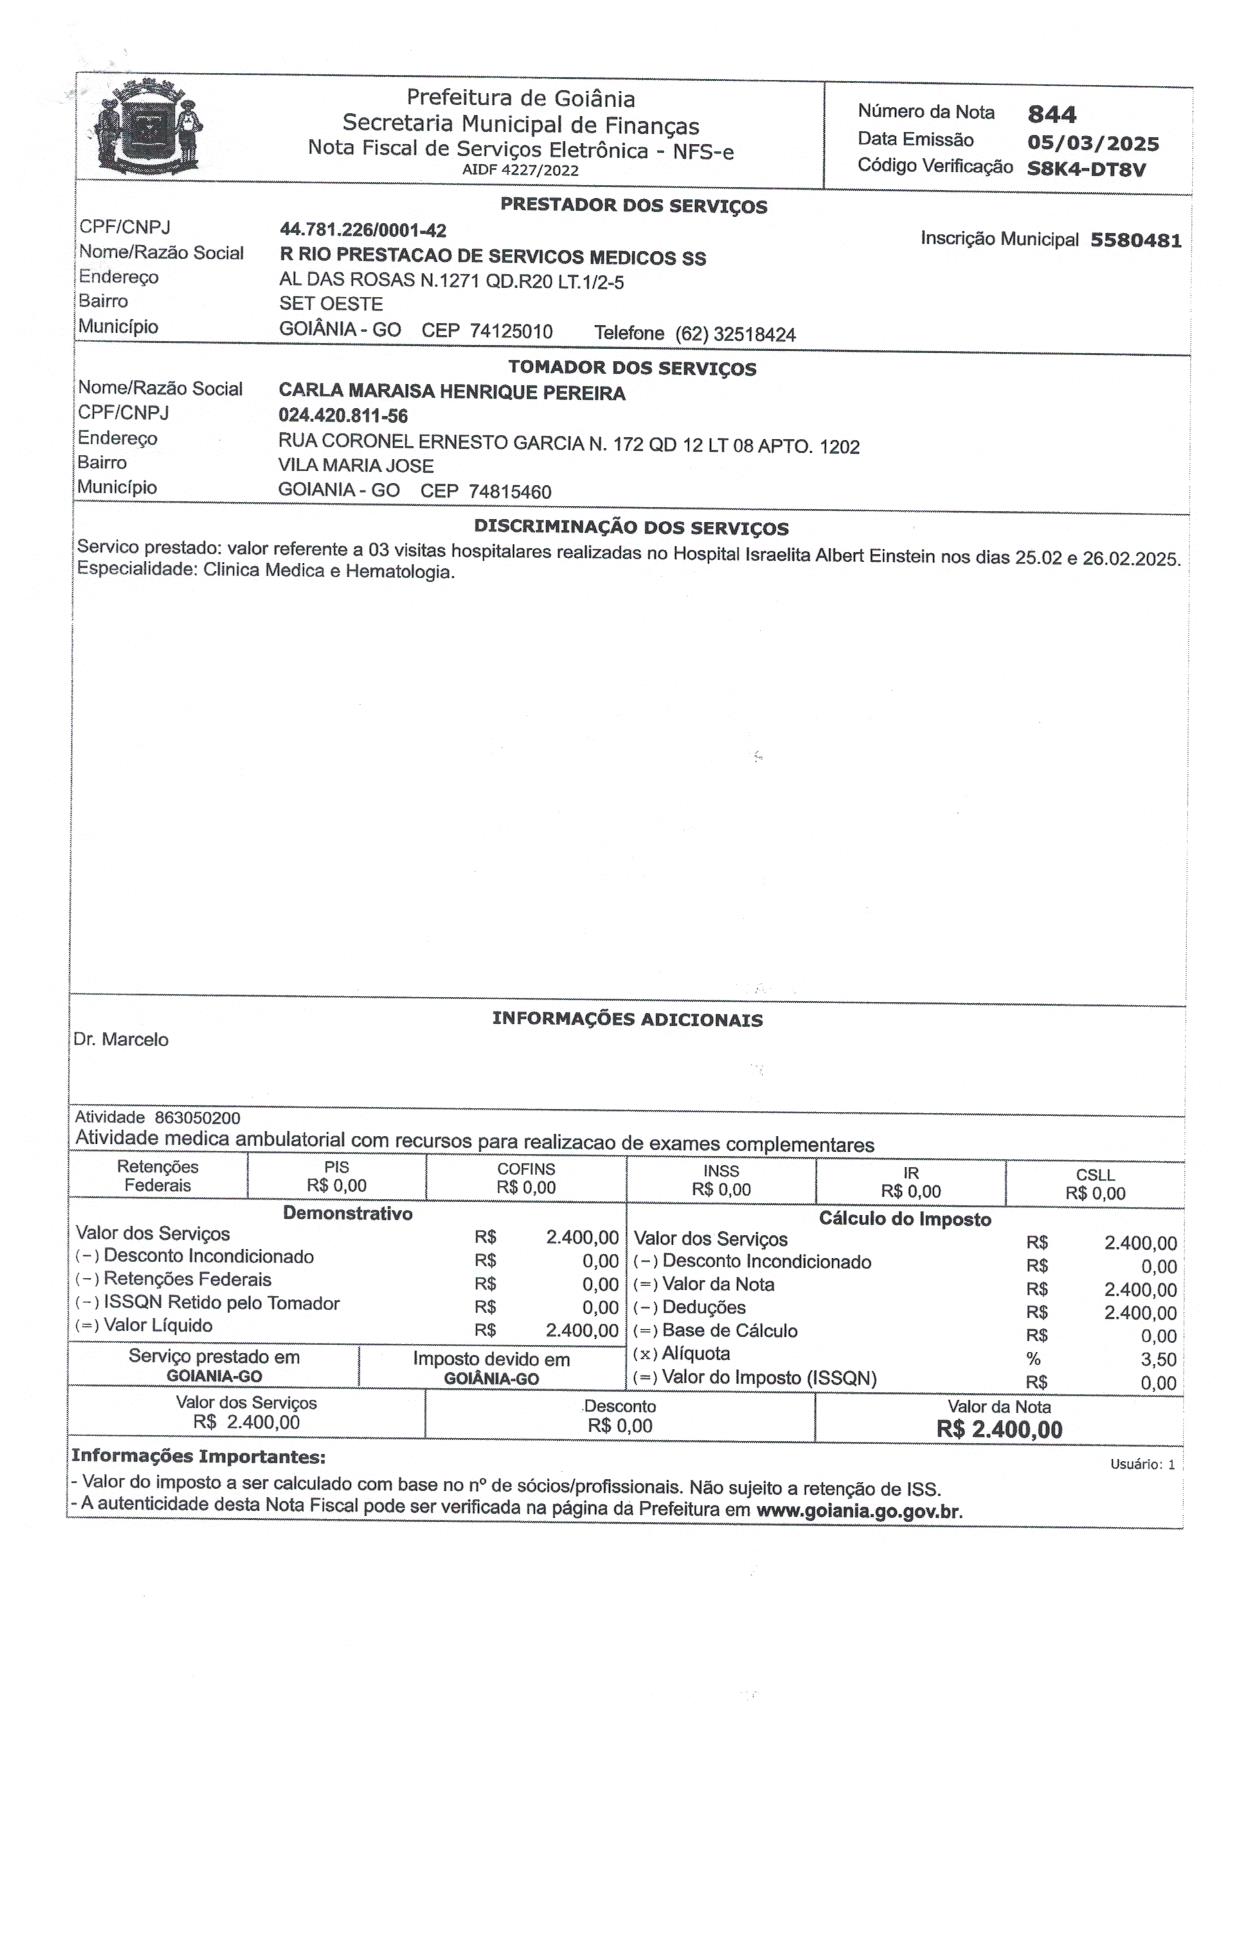 Prefeitura de Goiânia
Secretaria Municipal de Finanças
Nota Fiscal de Serviços Eletrônica - NFS-e
AIDF 4227/2022
Número da Nota 844
Data Emissão 05/03/2025
Código Verificação S8K4-DT8V
PRESTADOR DOS SERVIÇOS
CPF/CNPJ 44.781.226/0001-42
Inscrição Municipal 5580481
Nome/Razão Social R RIO PRESTACAO DE SERVICOS MEDICOS SS
Endereço AL DAS ROSAS N.1271 QD.R20 LT.1/2-5
Bairro SET OESTE
Município GOIÂNIA - GO CEP 74125010 Telefone (62) 32518424
TOMADOR DOS SERVIÇOS
Nome/Razão Social CARLA MARAISA HENRIQUE PEREIRA
CPF/CNPJ 024.420.811-56
Endereço RUA CORONEL ERNESTO GARCIA N. 172 QD 12 LT 08 APTO. 1202
Bairro VILA MARIA JOSE
Município GOIANIA - GO CEP 74815460
DISCRIMINAÇÃO DOS SERVIÇOS
Servico prestado: valor referente a 03 visitas hospitalares realizadas no Hospital Israelita Albert Einstein nos dias 25.02 e 26.02.2025.
Especialidade: Clinica Medica e Hematologia.
INFORMAÇÕES ADICIONAIS
Dr. Marcelo
Atividade 863050200
Atividade medica ambulatorial com recursos para realizacao de exames complementares
Retenções Federais
PIS R$ 0,00
COFINS R$ 0,00
INSS R$ 0,00
IR R$ 0,00
CSLL R$ 0,00
Demonstrativo
Valor dos Serviços R$ 2.400,00
(-) Desconto Incondicionado R$ 0,00
(-) Retenções Federais R$ 0,00
(-) ISSQN Retido pelo Tomador R$ 0,00
(=) Valor Líquido R$ 2.400,00
Serviço prestado em
GOIANIA-GO
Imposto devido em
GOIÂNIA-GO
Cálculo do Imposto
Valor dos Serviços R$ 2.400,00
(-) Desconto Incondicionado R$ 0,00
(=) Valor da Nota R$ 2.400,00
(-) Deduções R$ 2.400,00
(=) Base de Cálculo R$ 0,00
(x) Alíquota % 3,50
(=) Valor do Imposto (ISSQN) R$ 0,00
Valor dos Serviços
R$ 2.400,00
Desconto
R$ 0,00
Valor da Nota
R$ 2.400,00
Informações Importantes:
Usuário: 1
- Valor do imposto a ser calculado com base no nº de sócios/profissionais. Não sujeito a retenção de ISS.
- A autenticidade desta Nota Fiscal pode ser verificada na página da Prefeitura em www.goiania.go.gov.br.